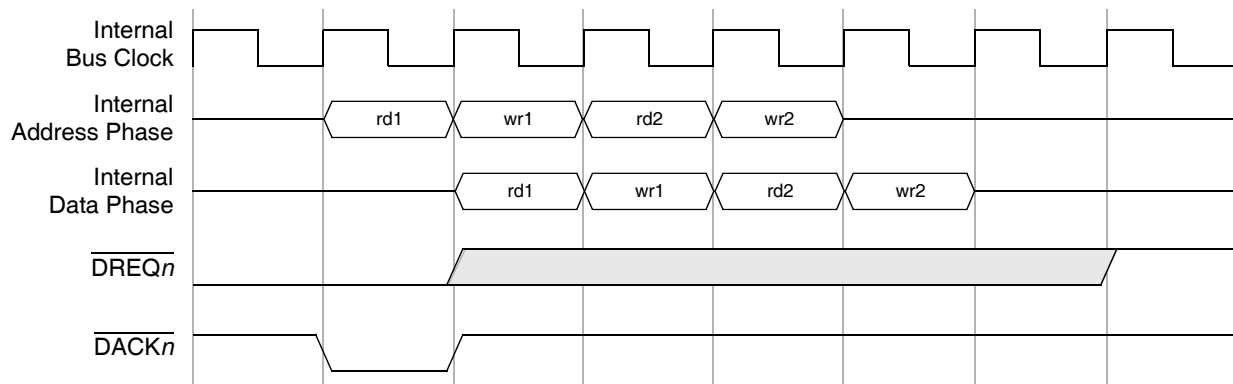 Internal
Bus Clock
Internal
Address Phase
rd1 wr1 rd2 wr2
Internal
Data Phase
rd1 wr1 rd2 wr2
DREQn
DACKn